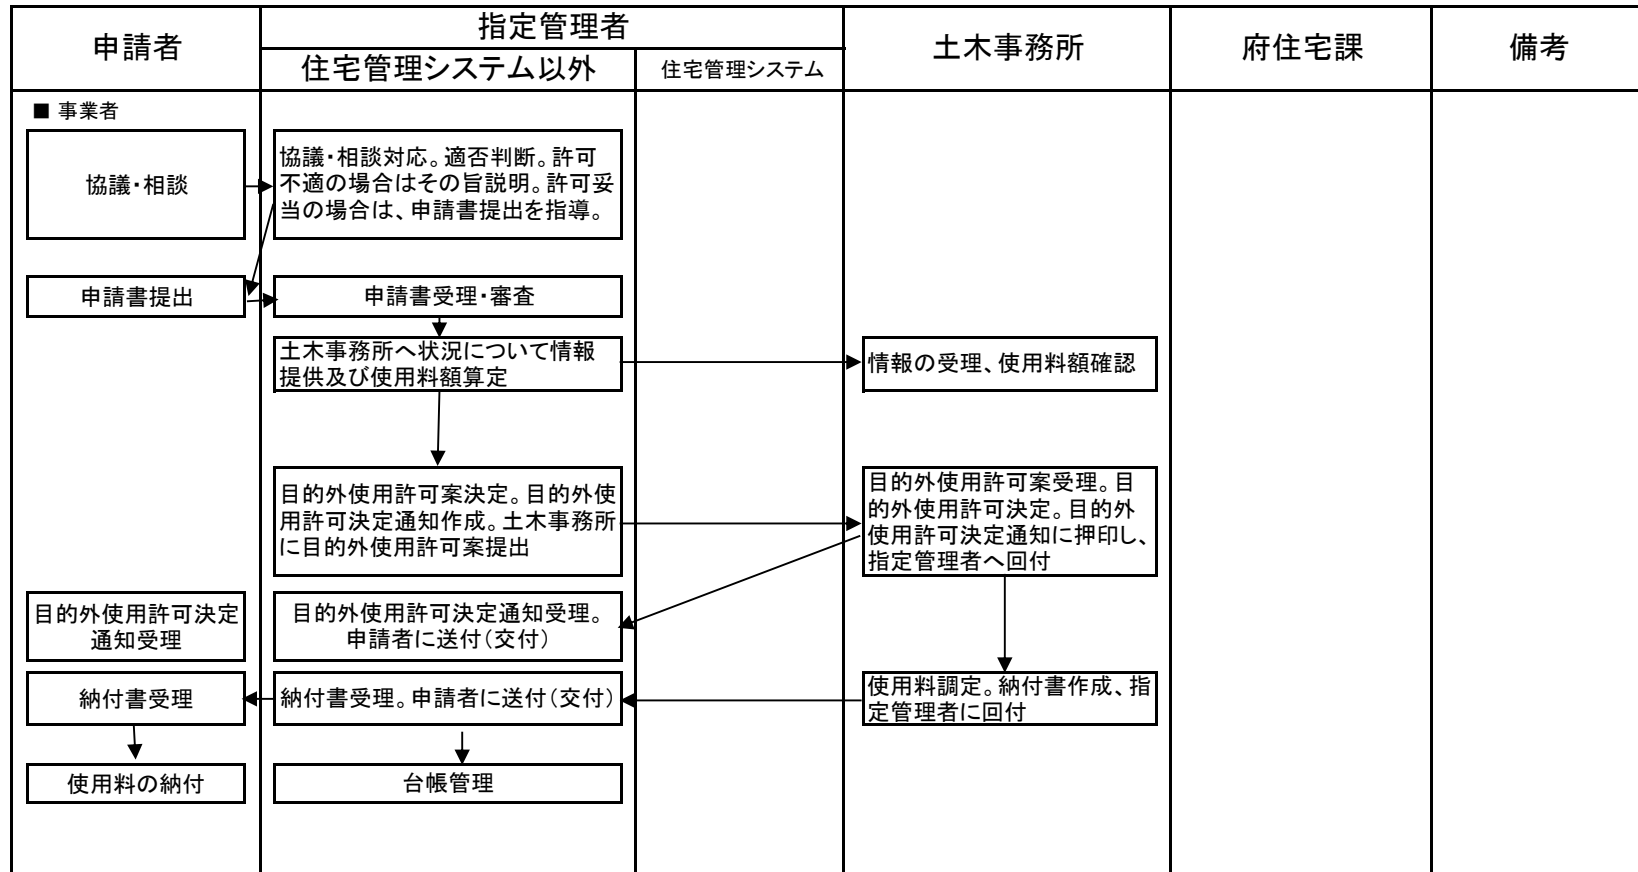 申請者
指定管理者
住宅管理システム以外
住宅管理システム
土木事務所
府住宅課
備考
■ 事業者
協議・相談
協議・相談対応。適否判断。許可
不適の場合はその旨説明。許可妥
当の場合は、申請書提出を指導。
申請書提出
申請書受理・審査
土木事務所へ状況について情報
提供及び使用料額算定
情報の受理、使用料額確認
目的外使用許可案決定。目的外使
用許可決定通知作成。土木事務所
に目的外使用許可案提出
目的外使用許可案受理。目
的外使用許可決定。目的外
使用許可決定通知に押印し、
指定管理者へ回付
目的外使用許可決定
通知受理
目的外使用許可決定通知受理。
申請者に送付（交付）
納付書受理
納付書受理。申請者に送付（交付）
使用料調定。納付書作成、指
定管理者に回付
使用料の納付
台帳管理